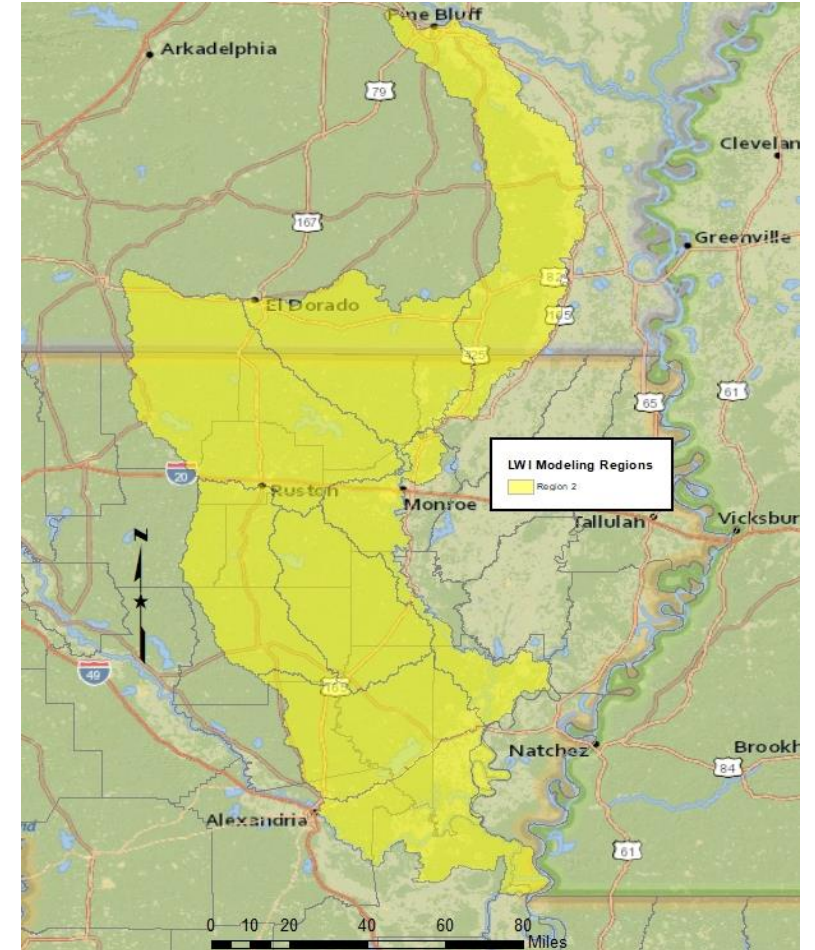 Pine Bluff
Arkadelphia
79
Clevelan
167
Greenville
82
El Dorado
165
425
61
65
LWI Modeling Regions
Region 2
20
Ruston
Monroe
Tallulah
Vicksbur
N
49
165
Natchez
Brookh
84
Alexandria
61
0 10 20 40 60 80
Miles